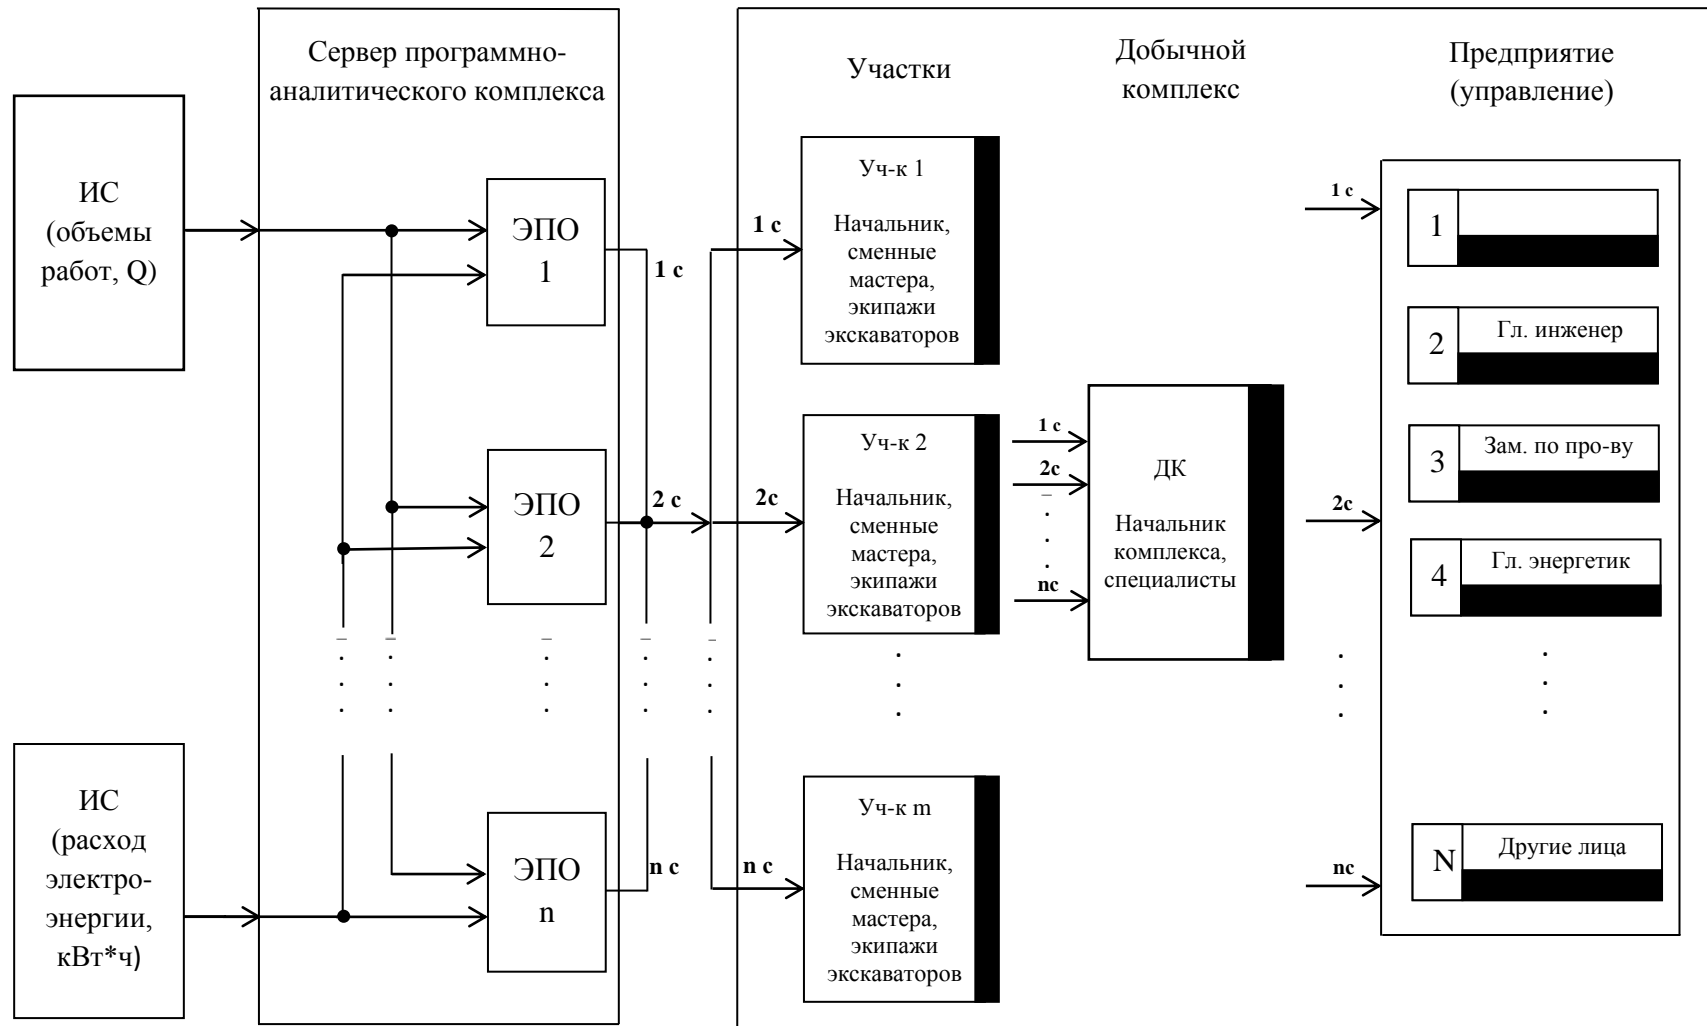 Сервер программно-
аналитического комплекса
Участки
Добычной
комплекс
Предприятие
(управление)
ИС
(объемы
работ, Q)
ИС
(расход
электро-
энергии,
кВт*ч)
ЭПО
1
ЭПО
2
ЭПО
n
1 с
2 с
n с
1 с
2с
n с
Уч-к 1
Начальник,
сменные
мастера,
экипажи
экскаваторов
Уч-к 2
Начальник,
сменные
мастера,
экипажи
экскаваторов
Уч-к m
Начальник,
сменные
мастера,
экипажи
экскаваторов
1 с
2с
nс
ДК
Начальник
комплекса,
специалисты
1 с
2с
nс
1
2
Гл. инженер
3
Зам. по про-ву
4
Гл. энергетик
N
Другие лица